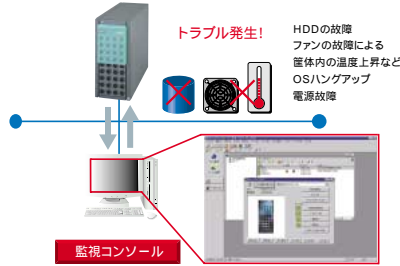 トラブル発生!
HDDの故障
ファンの故障による
筐体内の温度上昇など
OSハングアップ
電源故障
監視コンソール